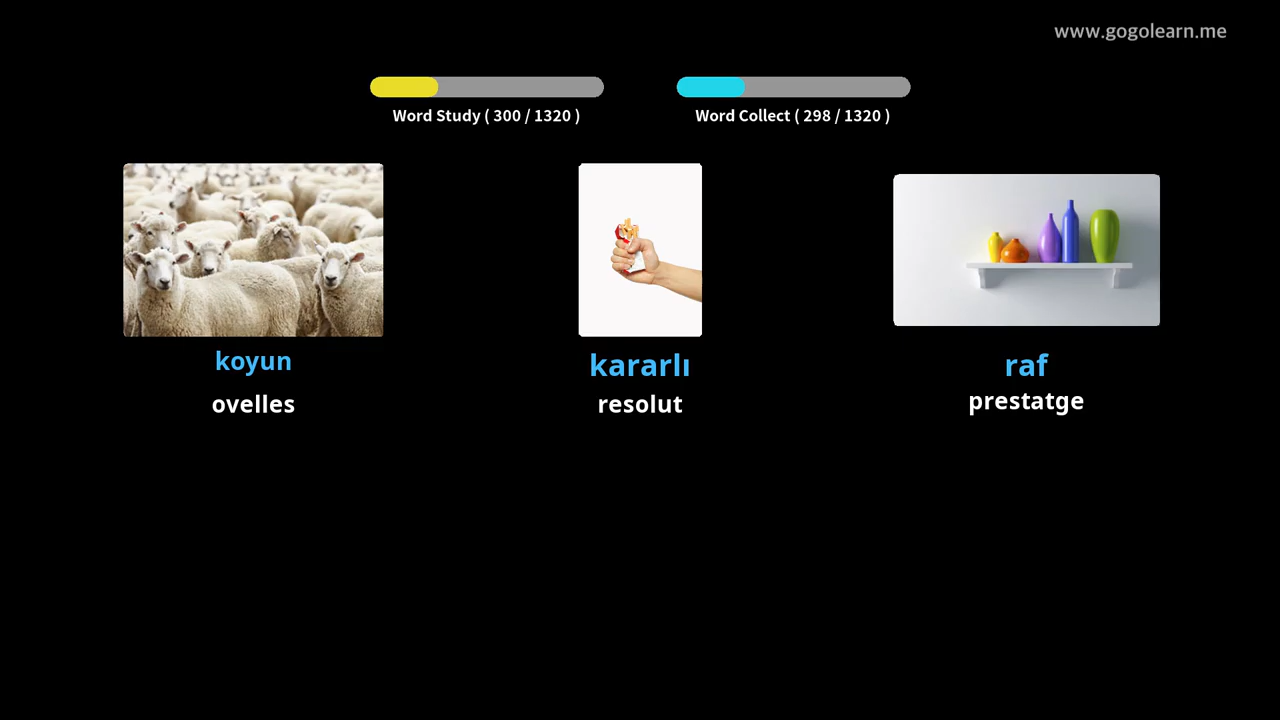 www.gogolearn.me
Word Study ( 300 / 1320 )
Word Collect ( 298 / 1320 )
koyun
ovelles
kararlı
resolut
raf
prestatge